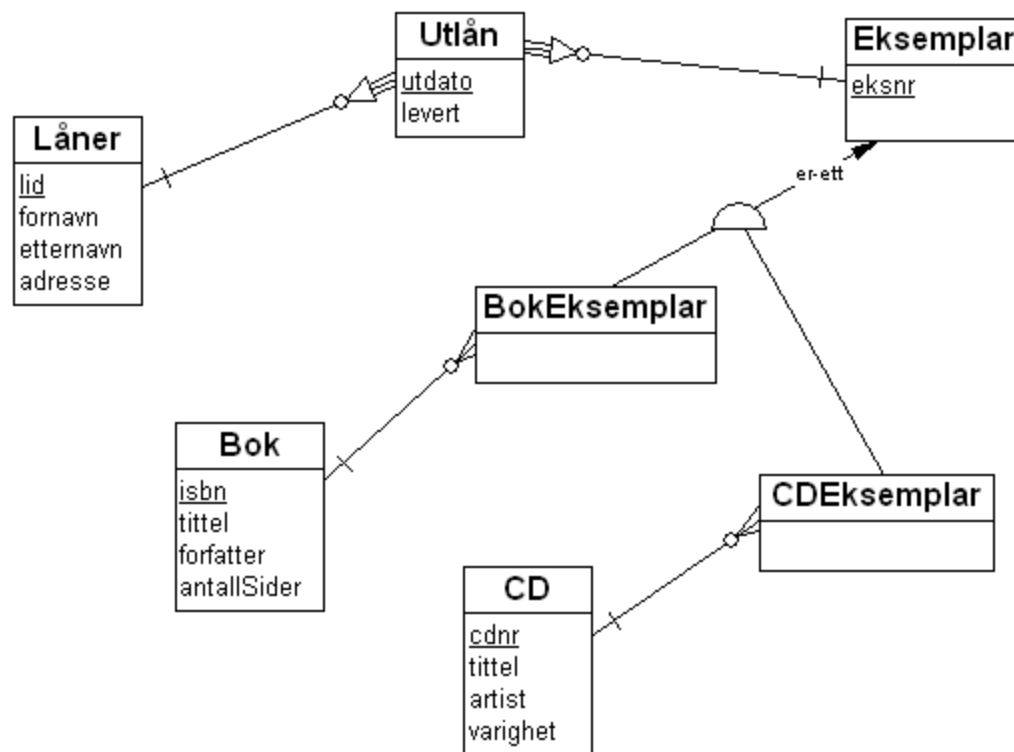 Utlån
utdato
levert
Eksemplar
eksnr
Låner
lid
fornavn
etternavn
adresse
er-ett
BokEksemplar
Bok
isbn
tittel
forfatter
antallSider
CDEksemplar
CD
cdnr
tittel
artist
varighet